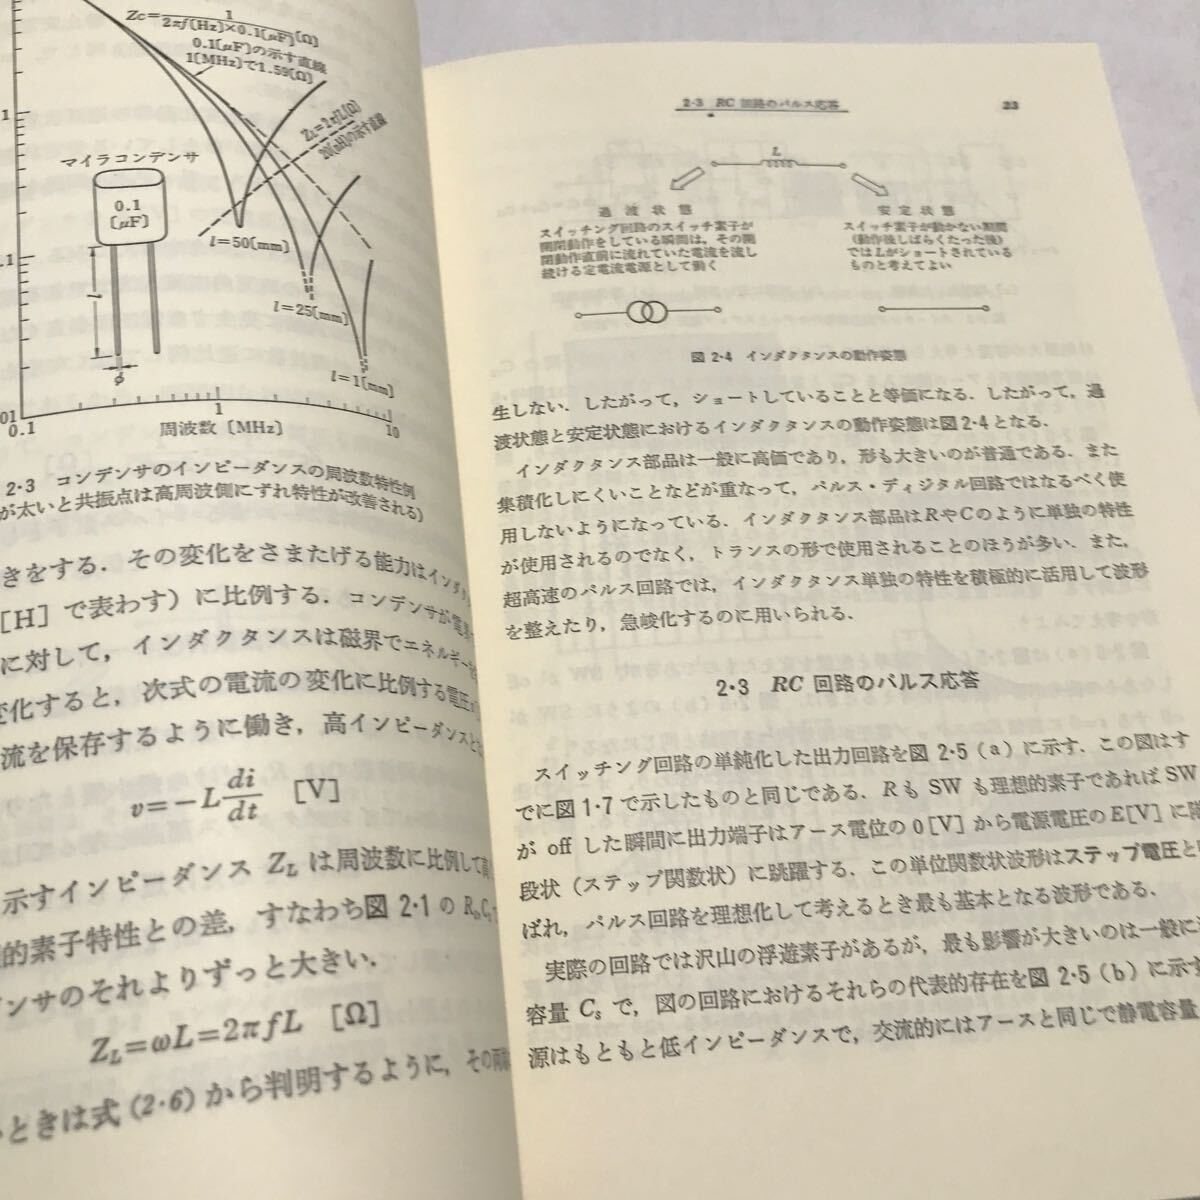 Zc=1/2πf〔Hz〕×0.1〔μF〕〔Ω〕
0.1〔μF〕の示す直線
1〔MHz〕で1.59〔Ω〕
Z_L=2πfL〔Ω〕
20〔nH〕の示す直線
1
マイラコンデンサ
0.1
〔μF〕
l=50〔mm〕
.1
l
l=25〔mm〕
φ
l=1〔mm〕
01
0.1
1
10
周波数〔MHz〕
2・3 コンデンサのインピーダンスの周波数特性例
が太いと共振点は高周波側にずれ特性が改善される)
きをする．その変化をさまたげる能力はインダク
[H]で表わす）に比例する．コンデンサが電界
に対して，インダクタンスは磁界でエネルギーを
変化すると，次式の電流の変化に比例する電圧が
流を保存するように働き，高インピーダンスと
v=−L di/dt [V]
示すインピーダンス Z_L は周波数に比例して高
的素子特性との差，すなわち図 2・1 の
ンサのそれよりずっと大きい．
Z_L=ωL=2πfL [Ω]
ときは式(2・6)から判明するように，その
2・3 RC 回路のパルス応答
23
L
過渡状態
スイッチング回路のスイッチ素子が
開閉動作をしている瞬間は，その開
閉動作直前に流れていた電流を流し
続ける定電流電源として働く
安定状態
スイッチ素子が動かない期間
(動作後しばらくたった後)
ではLがショートされている
ものと考えてよい
図 2・4 インダクタンスの動作姿態
生しない．したがって，ショートしていることと等価になる．したがって，過
渡状態と安定状態におけるインダクタンスの動作姿態は図2・4となる．
インダクタンス部品は一般に高価であり，形も大きいのが普通である．また
集積化しにくいことなどが重なって，パルス・ディジタル回路ではなるべく使
用しないようになっている．インダクタンス部品はRやCのように単独の特性
が使用されるのでなく，トランスの形で使用されることのほうが多い．また，
超高速のパルス回路では，インダクタンス単独の特性を積極的に活用して波形
を整えたり，急峻化するのに用いられる．
2・3 RC 回路のパルス応答
スイッチング回路の単純化した出力回路を図 2・5（a）に示す．この図はす
でに図1・7で示したものと同じである．R も SW も理想的素子であれば SW
が off した瞬間に出力端子はアース電位の 0[V] から電源電圧の E[V] に階
段状（ステップ関数状）に跳躍する．この単位関数状波形はステップ電圧と
ばれ，パルス回路を理想化して考えるとき最も基本となる波形である．
実際の回路では沢山の浮遊素子があるが，最も影響が大きいのは一般に
容量 C_s で，図の回路におけるそれらの代表的存在を図 2・5（b）に示す
源はもともと低インピーダンスで，交流的にはアースと同じで静電容量